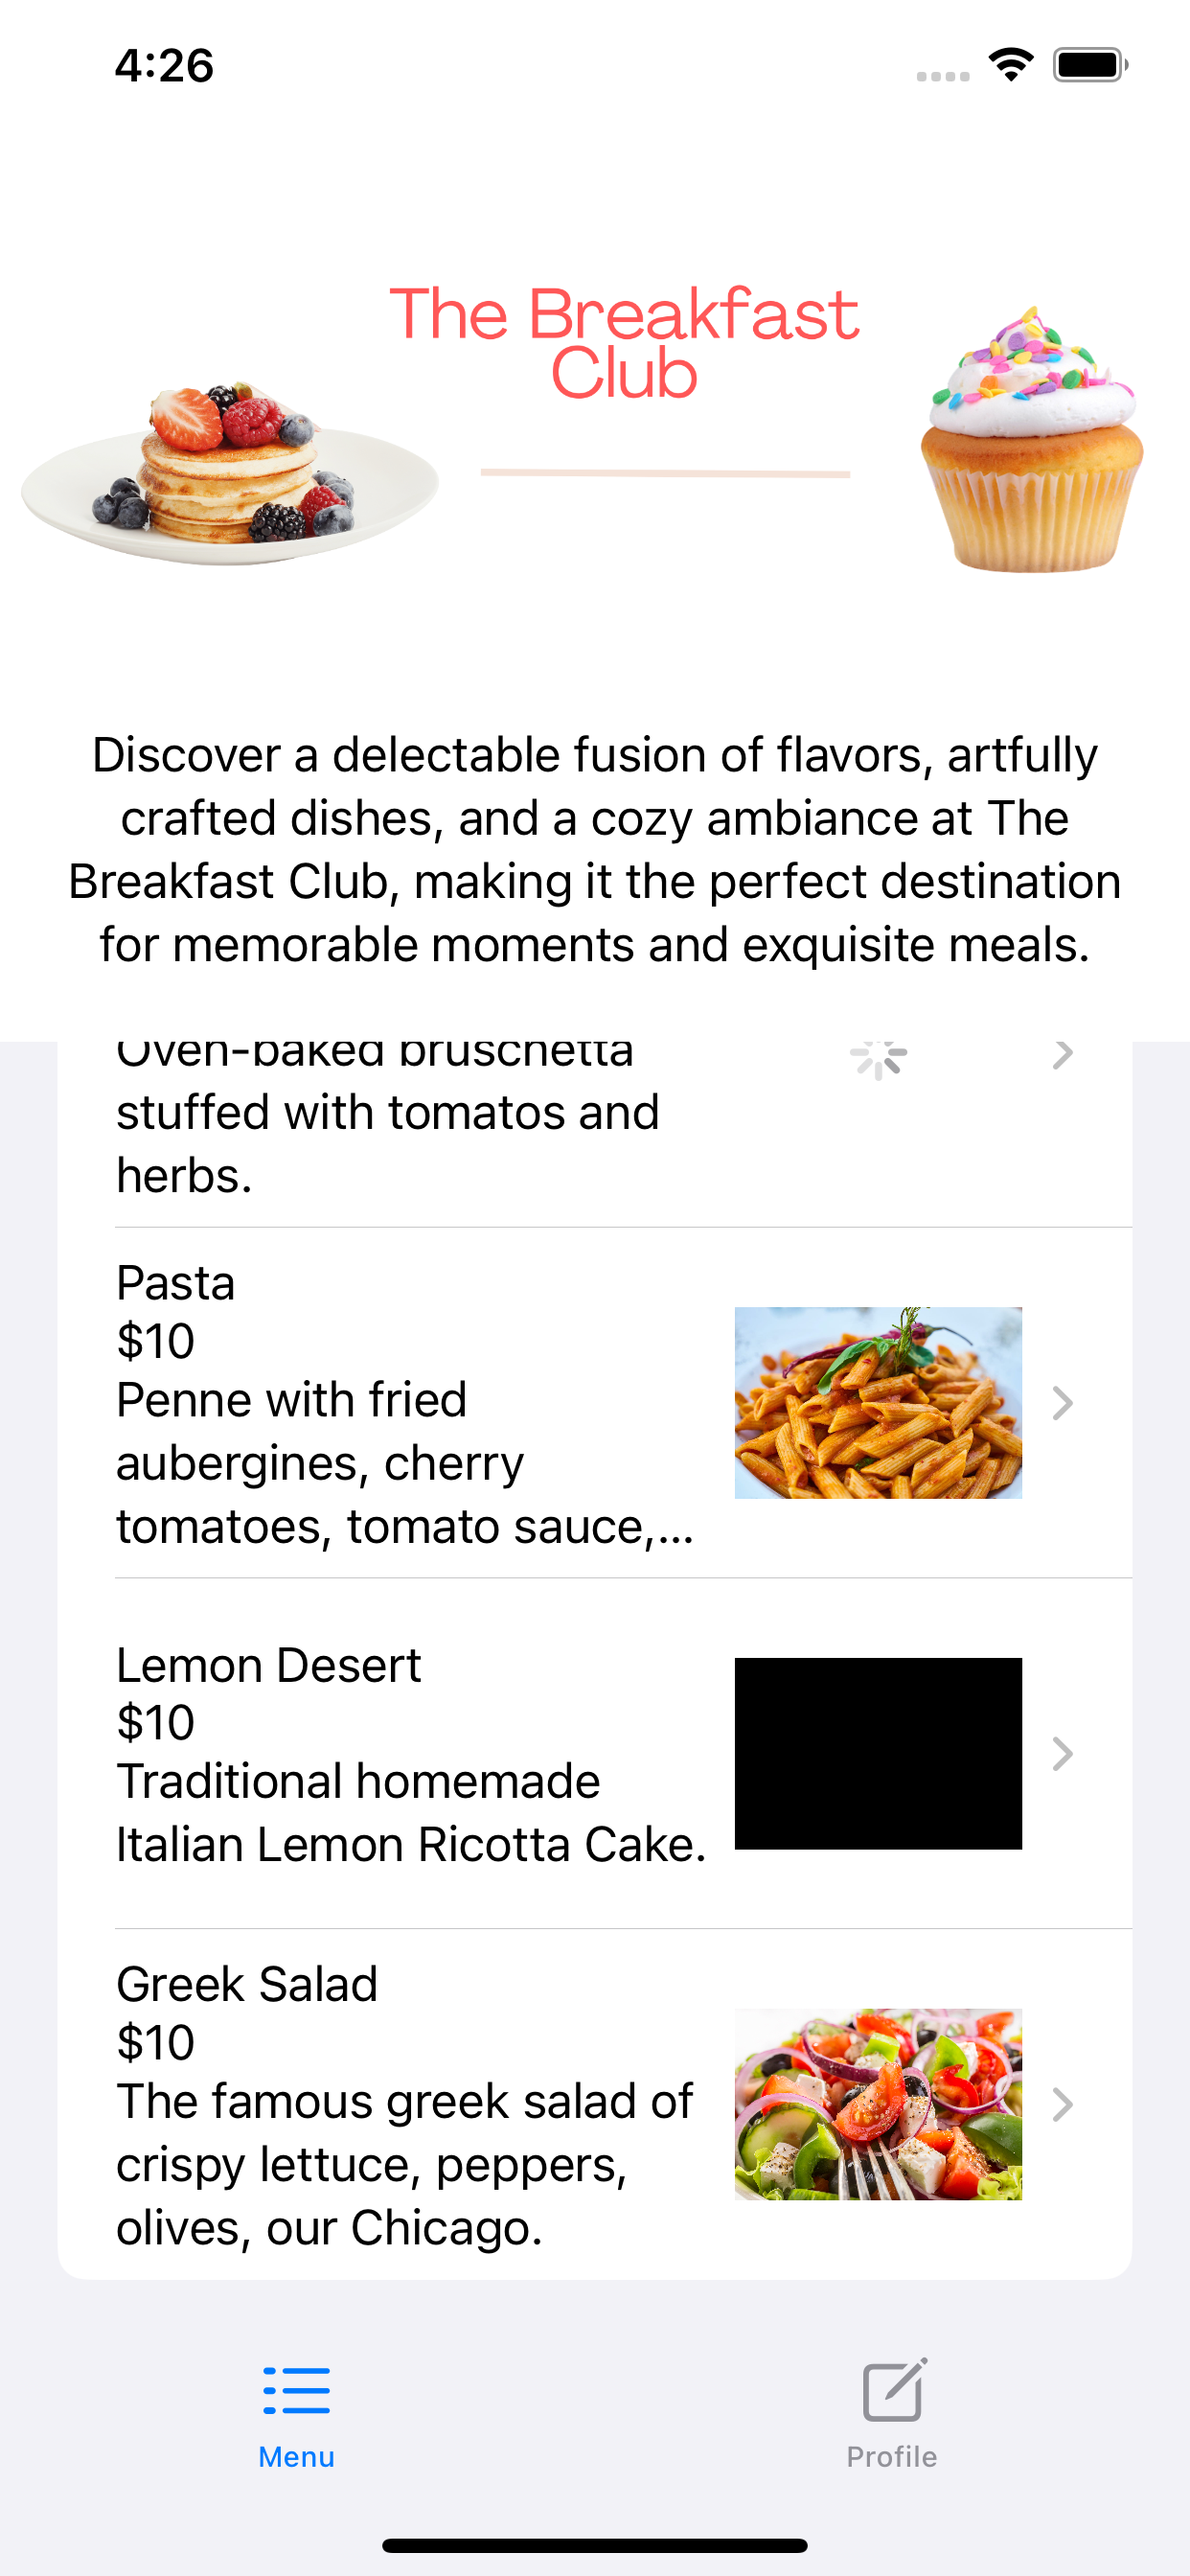 4:26
The Breakfast
Club
Discover a delectable fusion of flavors, artfully
crafted dishes, and a cozy ambiance at The
Breakfast Club, making it the perfect destination
for memorable moments and exquisite meals.
Oven-baked bruschetta
stuffed with tomatos and
herbs.
Pasta
$10
Penne with fried
aubergines, cherry
tomatoes, tomato sauce,...
Lemon Desert
$10
Traditional homemade
Italian Lemon Ricotta Cake.
Greek Salad
$10
The famous greek salad of
crispy lettuce, peppers,
olives, our Chicago.
Menu
Profile